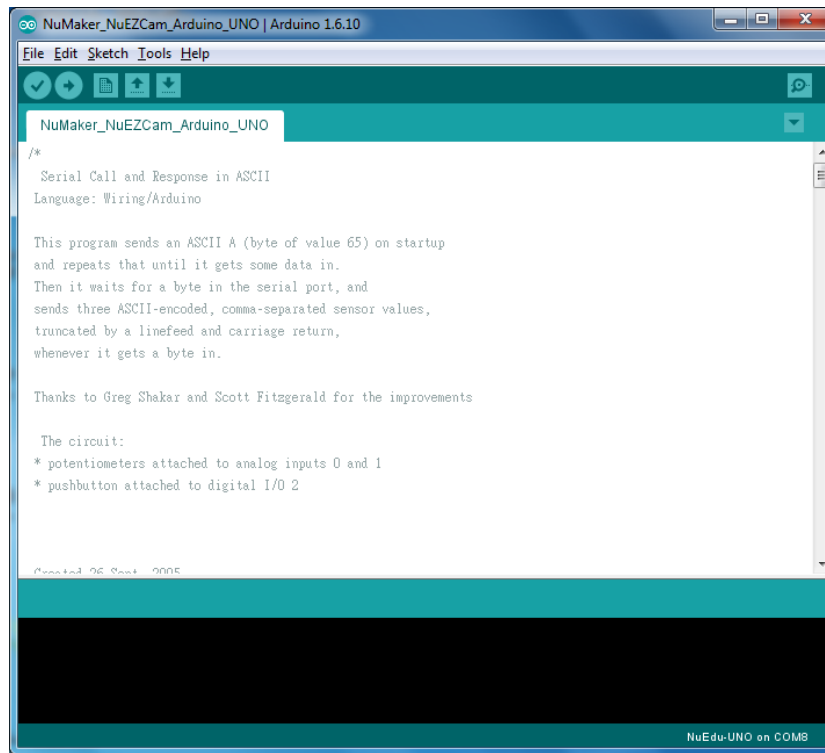 NuMaker_NuEZCam_Arduino_UNO | Arduino 1.6.10
File Edit Sketch Tools Help
NuMaker_NuEZCam_Arduino_UNO
/*
Serial Call and Response in ASCII
Language: Wiring/Arduino
This program sends an ASCII A (byte of value 65) on startup
and repeats that until it gets some data in.
Then it waits for a byte in the serial port, and
sends three ASCII-encoded, comma-separated sensor values,
truncated by a linefeed and carriage return,
whenever it gets a byte in.
Thanks to Greg Shakar and Scott Fitzgerald for the improvements
The circuit:
* potentiometers attached to analog inputs 0 and 1
* pushbutton attached to digital I/O 2
Created 26 Sept. 2005
NuEdu-UNO on COM8